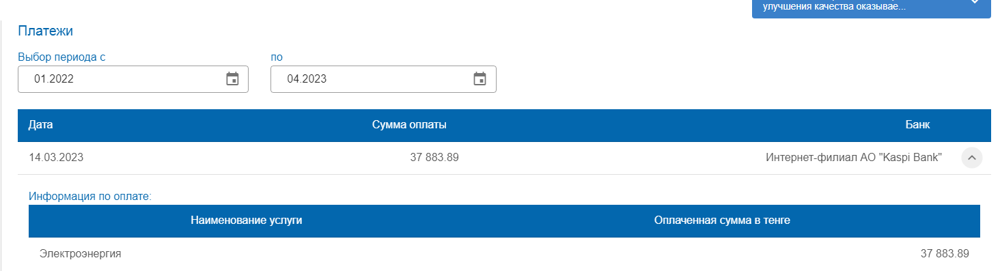 улучшения качества оказывае...
Платежи
Выбор периода с
по
01.2022
04.2023
Дата
Сумма оплаты
Банк
14.03.2023
37 883.89
Интернет-филиал АО "Kaspi Bank"
Информация по оплате:
Наименование услуги
Оплаченная сумма в тенге
Электроэнергия
37 883.89